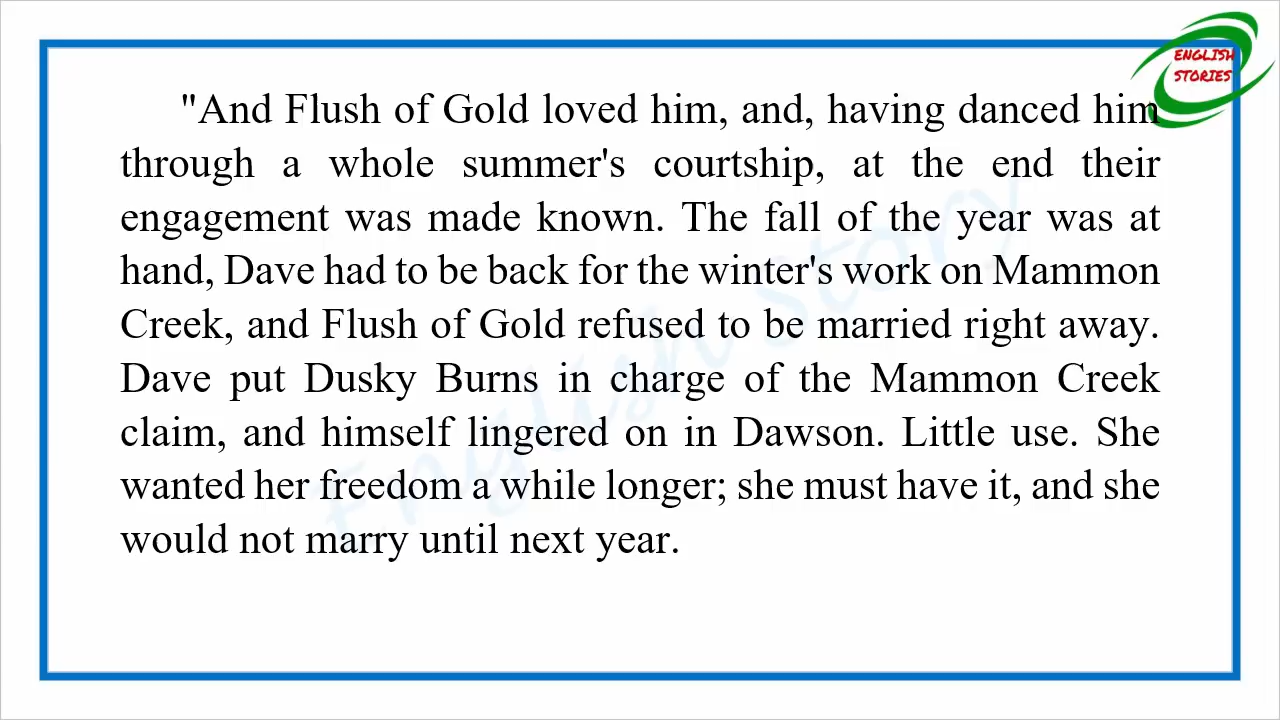 ENGLISH
STORIES
"And Flush of Gold loved him, and, having danced him
through a whole summer's courtship, at the end their
engagement was made known. The fall of the year was at
hand, Dave had to be back for the winter's work on Mammon
Creek, and Flush of Gold refused to be married right away.
Dave put Dusky Burns in charge of the Mammon Creek
claim, and himself lingered on in Dawson. Little use. She
wanted her freedom a while longer; she must have it, and she
would not marry until next year.
English Story